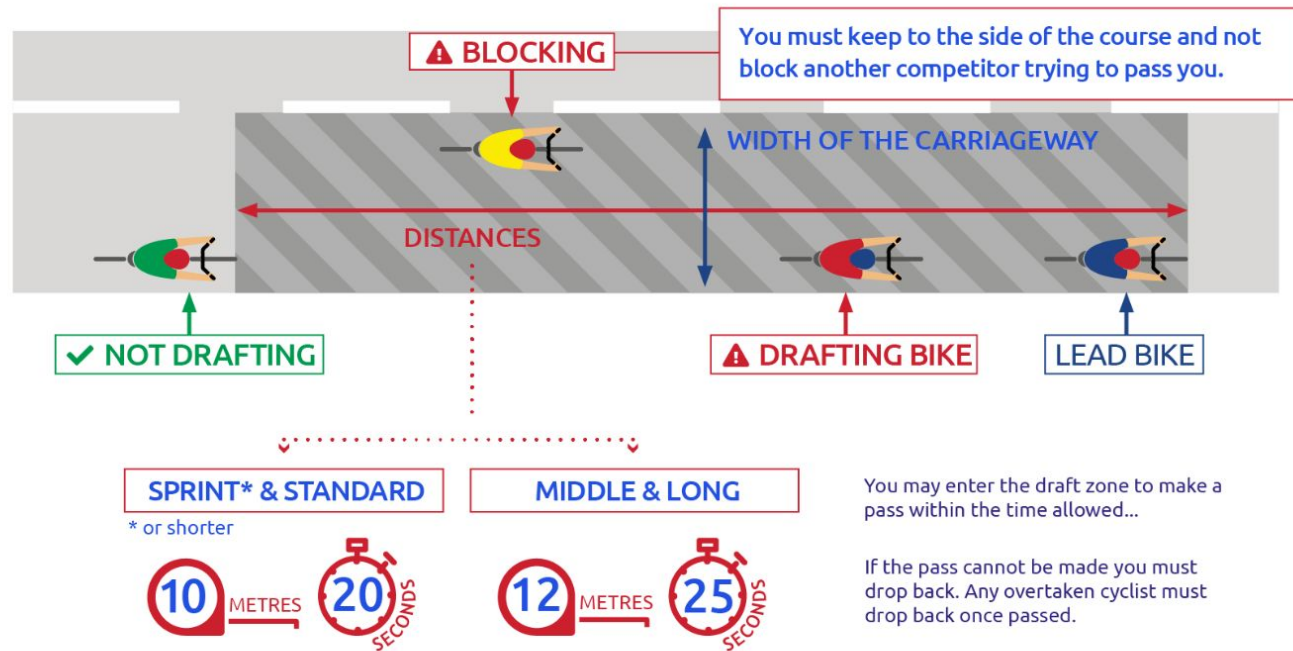 BLOCKING
You must keep to the side of the course and not
block another competitor trying to pass you.
WIDTH OF THE CARRIAGEWAY
DISTANCES
NOT DRAFTING
DRAFTING BIKE
LEAD BIKE
SPRINT* & STANDARD
* or shorter
10 METRES 20 SECONDS
MIDDLE & LONG
12 METRES 25 SECONDS
You may enter the draft zone to make a
pass within the time allowed...
If the pass cannot be made you must
drop back. Any overtaken cyclist must
drop back once passed.